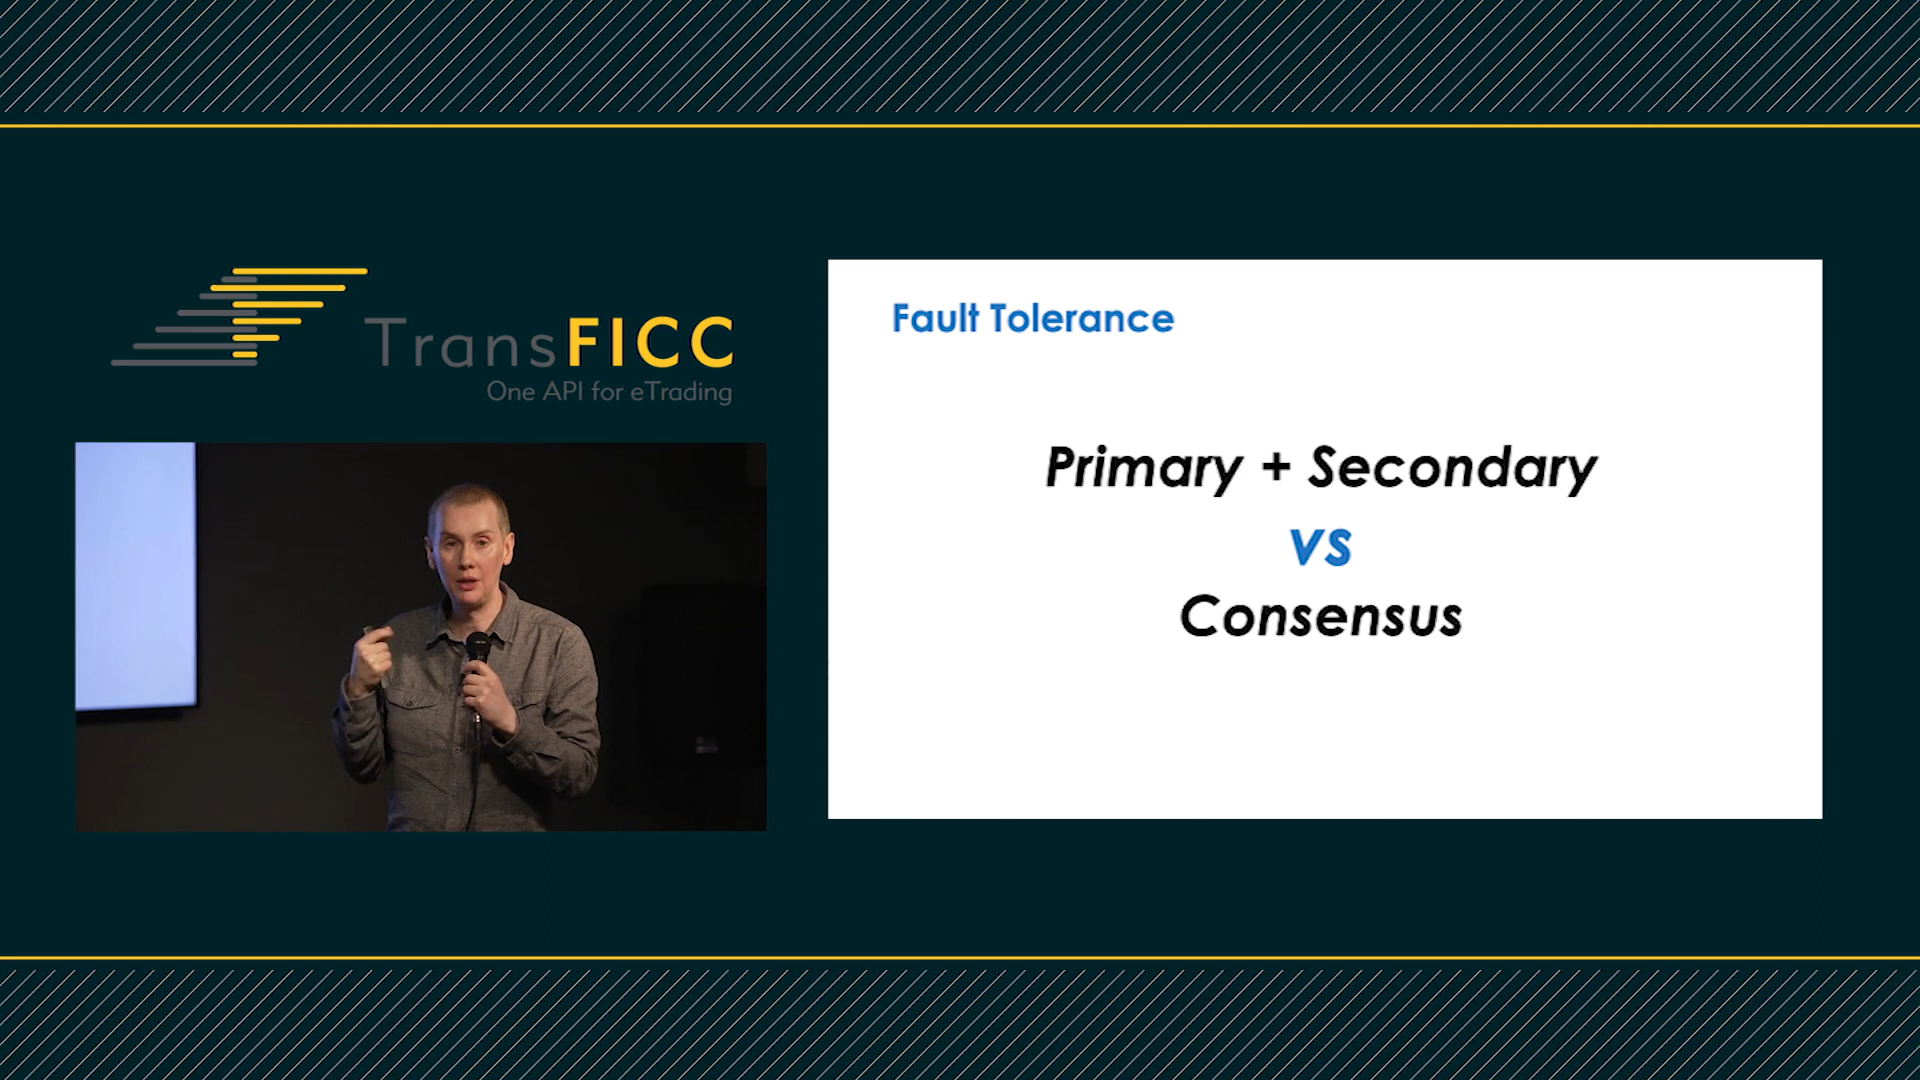 TransFICC
One API for eTrading
Fault Tolerance
Primary + Secondary
vs
Consensus